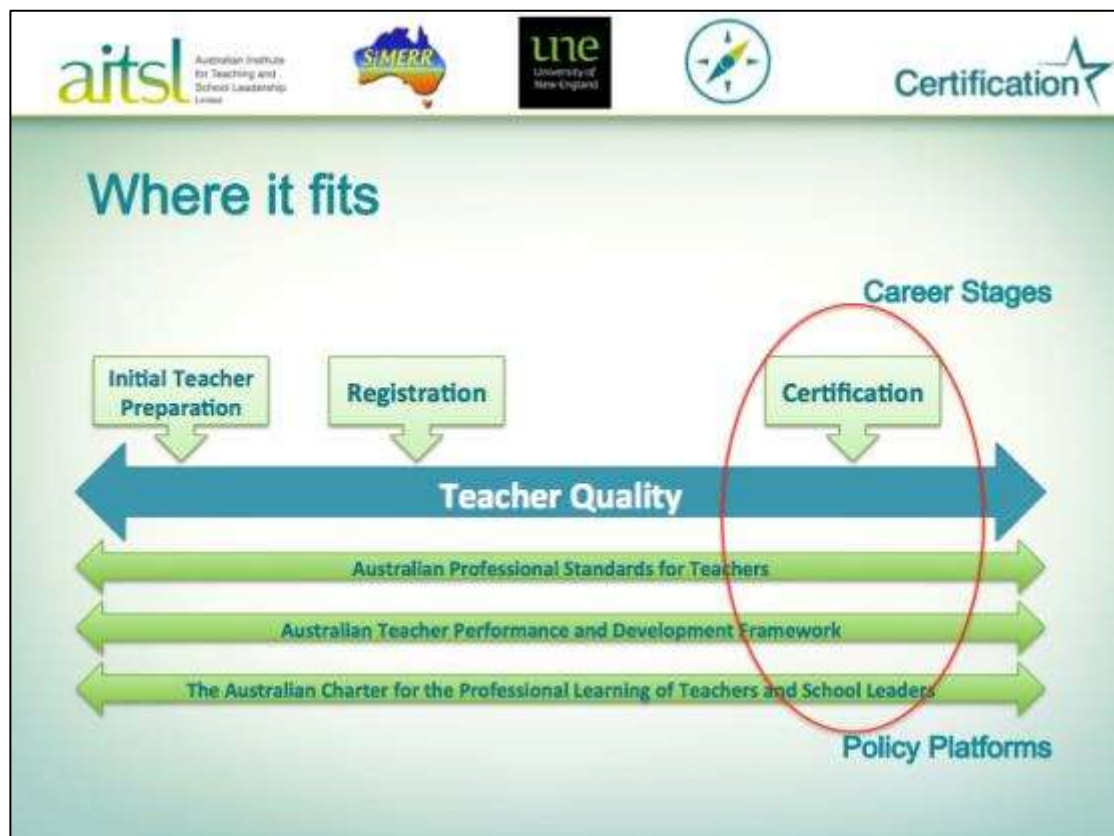 aitsl
Australian Institute
for Teaching and
School Leadership
Limited
SiMERR
une
University of
New England
Certification
Where it fits
Career Stages
Initial Teacher
Preparation
Registration
Certification
Teacher Quality
Australian Professional Standards for Teachers
Australian Teacher Performance and Development Framework
The Australian Charter for the Professional Learning of Teachers and School Leaders
Policy Platforms